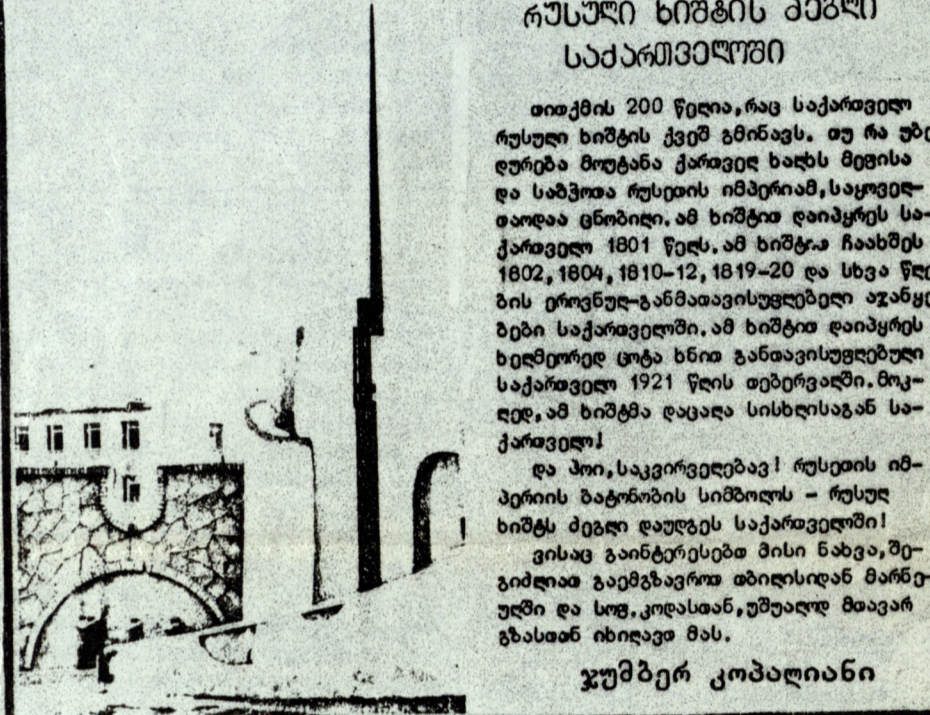 რუსული ხიშტის ძეგლი
საქართველოში
თითქმის 200 წელია,რაც საქართველო
რუსული ხიშტის ქვეშ გმინავს. თუ რა უბე
დურება მოუტანა ქართველ ხალხს მეფისა
და საბჭოთა რუსეთის იმპერიამ,საყოველ-
თაოდაა ცნობილი.ამ ხიშტით დაიპყრეს სა-
ქართველო 1801 წელს.ამ ხიშტით ჩაახშეს
1802,1804,1810-12,1819-20 და სხვა წლე
ბის ეროვნულ-განმათავისუფლებელი აჯანყე
ბები საქართველოში.ამ ხიშტით დაიპყრეს
ხელმეორედ ცოტა ხნით განთავისუფლებული
საქართველო 1921 წლის თებერვალში.მოკ-
ლედ,ამ ხიშტმა დაცალა სისხლისაგან სა-
ქართველო!
და ჰოი,საკვირველებავ! რუსეთის იმ-
პერიის ბატონობის სიმბოლოს - რუსულ
ხიშტს ძეგლი დაუდგეს საქართველოში!
ვისაც გაინტერესებთ მისი ნახვა,შე-
გიძლიათ გაემგზავროთ თბილისიდან მარნე-
ულში და სოფ.კოდასთან,უშუალოდ მთავარ
გზასთან იხილავთ მას.
ჯუმბერ კოპალიანი